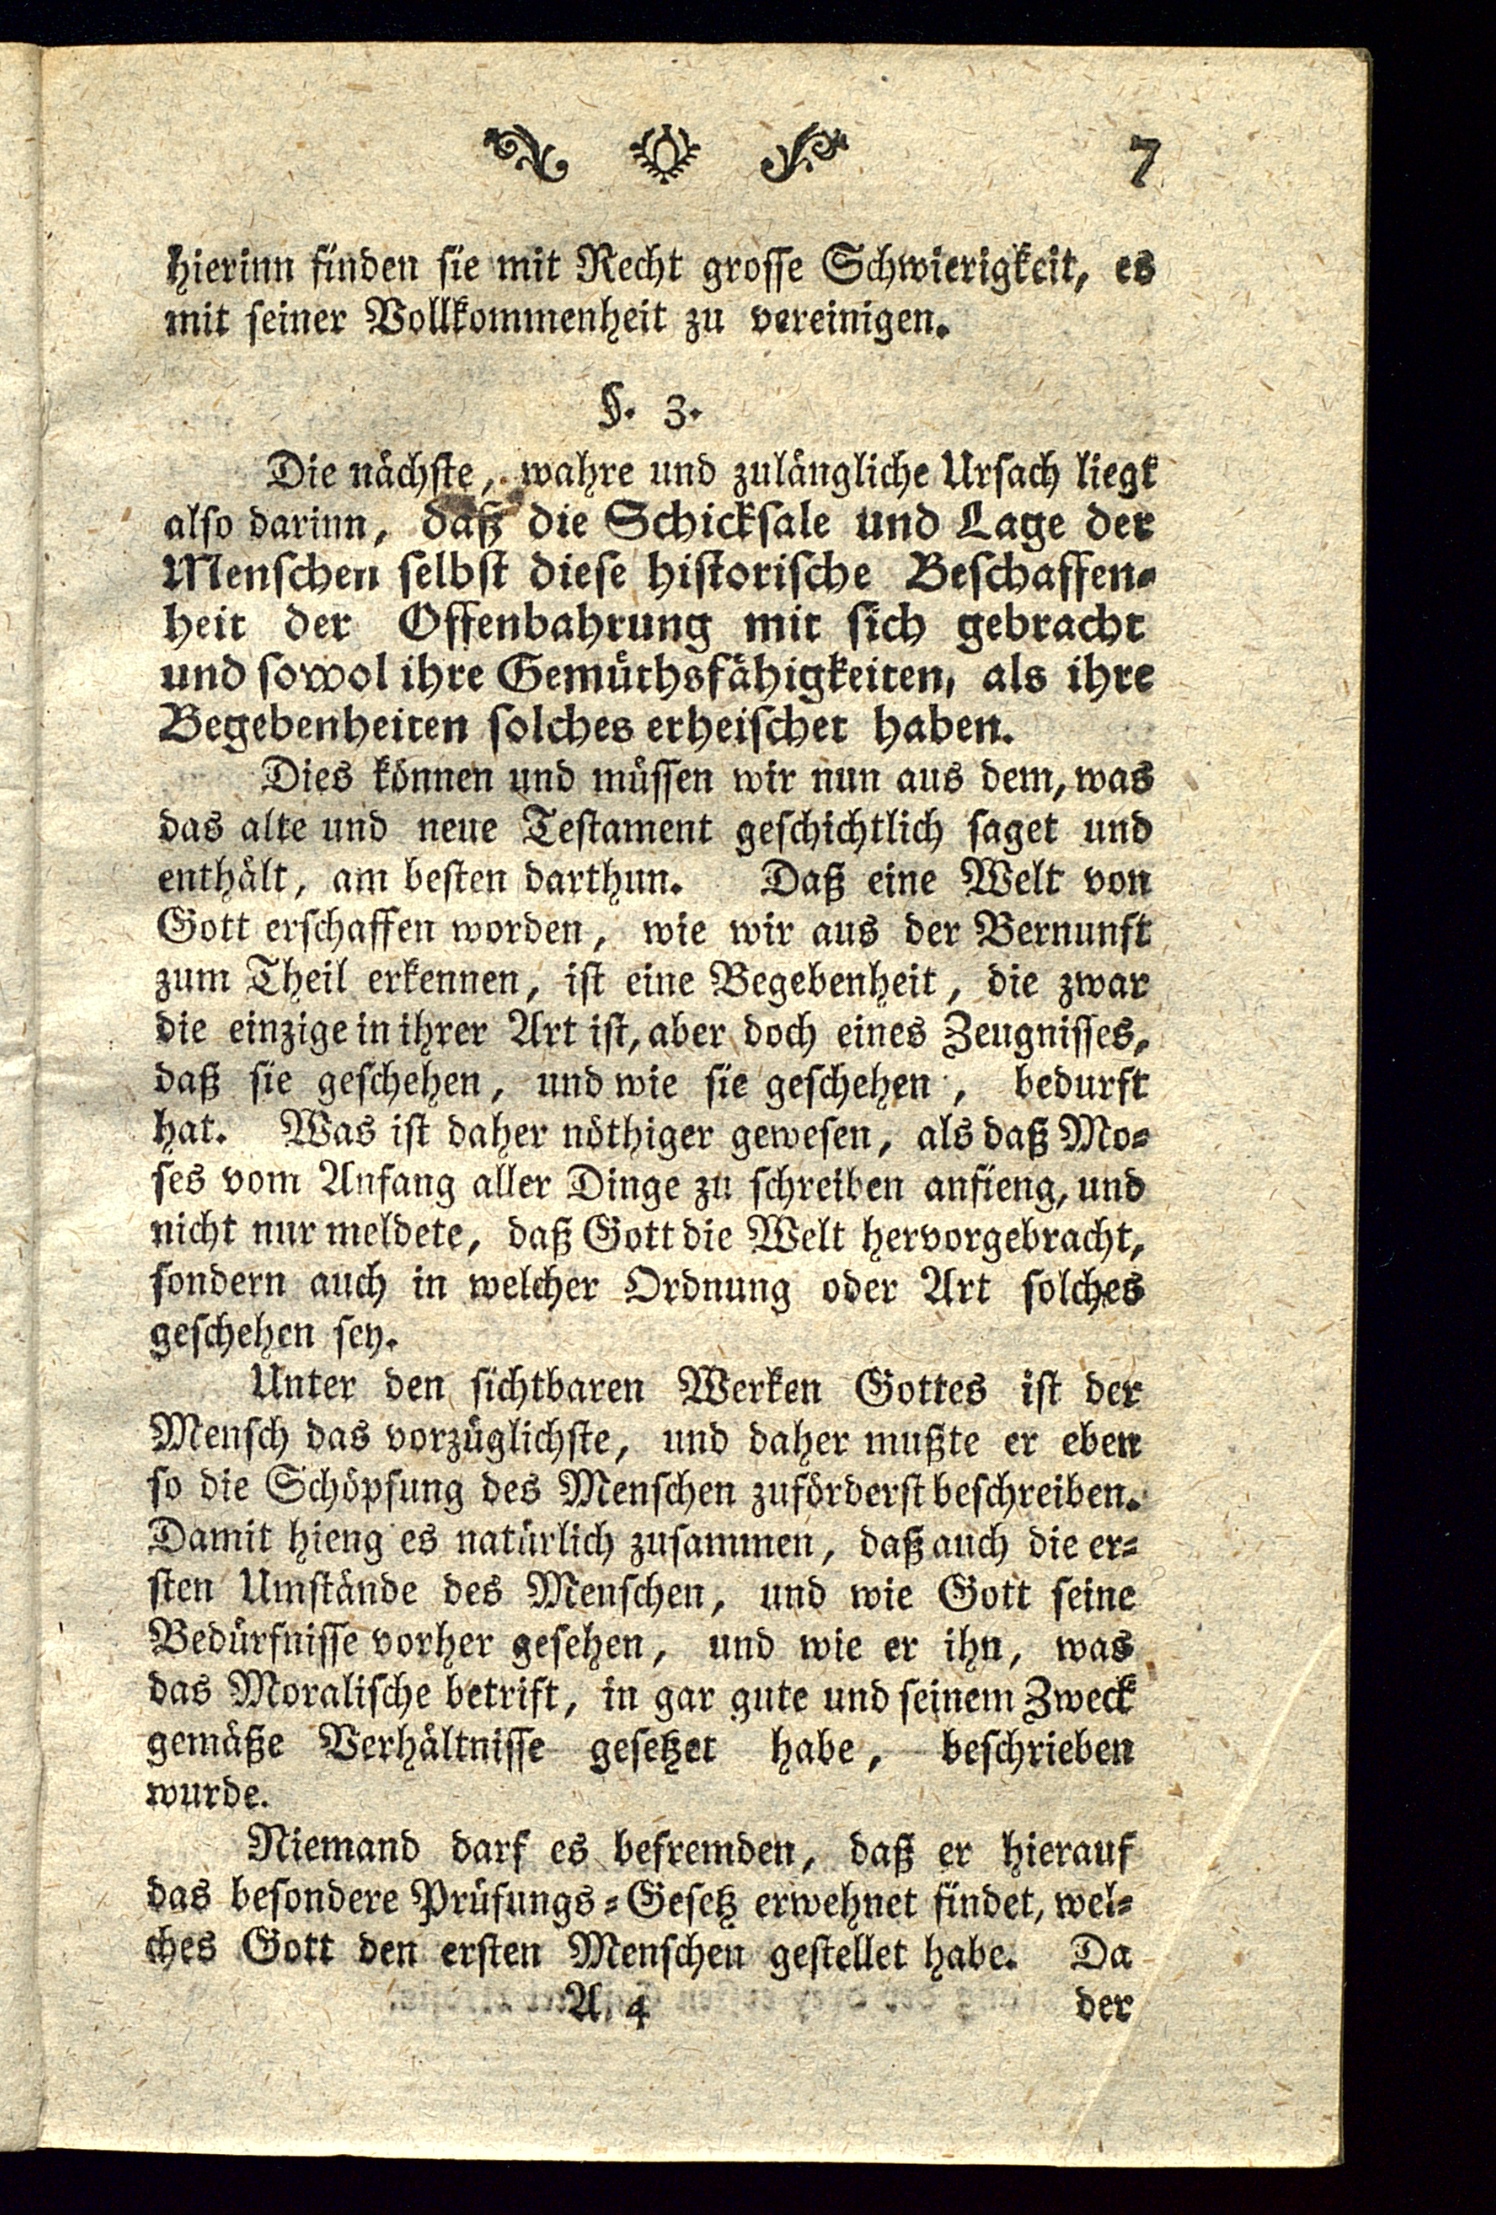 7
hierinn finden sie mit Recht grosse Schwierigkeit, es
mit seiner Vollkommenheit zu vereinigen.
§. 3.
Die nächste, wahre und zulängliche Ursach liegt
also darinn, daß die Schicksale und Lage der
Menschen selbst diese historische Beschaffen-
heit der Offenbahrung mit sich gebracht
und sowol ihre Gemüthsfähigkeiten, als ihre
Begebenheiten solches erheischet haben.
Dies können und müssen wir nun aus dem, was
das alte und neue Testament geschichtlich saget und
enthält, am besten darthun. Daß eine Welt von
Gott erschaffen worden, wie wir aus der Vernunft
zum Theil erkennen, ist eine Begebenheit, die zwar
die einzige in ihrer Art ist, aber doch eines Zeugnisses,
daß sie geschehen, und wie sie geschehen, bedurft
hat. Was ist daher nöthiger gewesen, als daß Mo-
ses vom Anfang aller Dinge zu schreiben anfieng, und
nicht nur meldete, daß Gott die Welt hervorgebracht,
sondern auch in welcher Ordnung oder Art solches
geschehen sey.
Unter den sichtbaren Werken Gottes ist der
Mensch das vorzüglichste, und daher mußte er eben
so die Schöpfung des Menschen zuförderst beschreiben.
Damit hieng es natürlich zusammen, daß auch die er-
sten Umstände des Menschen, und wie Gott seine
Bedürfnisse vorher gesehen, und wie er ihn, was
das Moralische betrift, in gar gute und seinem Zweck
gemäße Verhältnisse gesetzet habe, beschrieben
wurde.
Niemand darf es befremden, daß er hierauf
das besondere Prüfungs-Gesetz erwehnet findet, wel-
ches Gott den ersten Menschen gestellet habe. Da
A 4 der